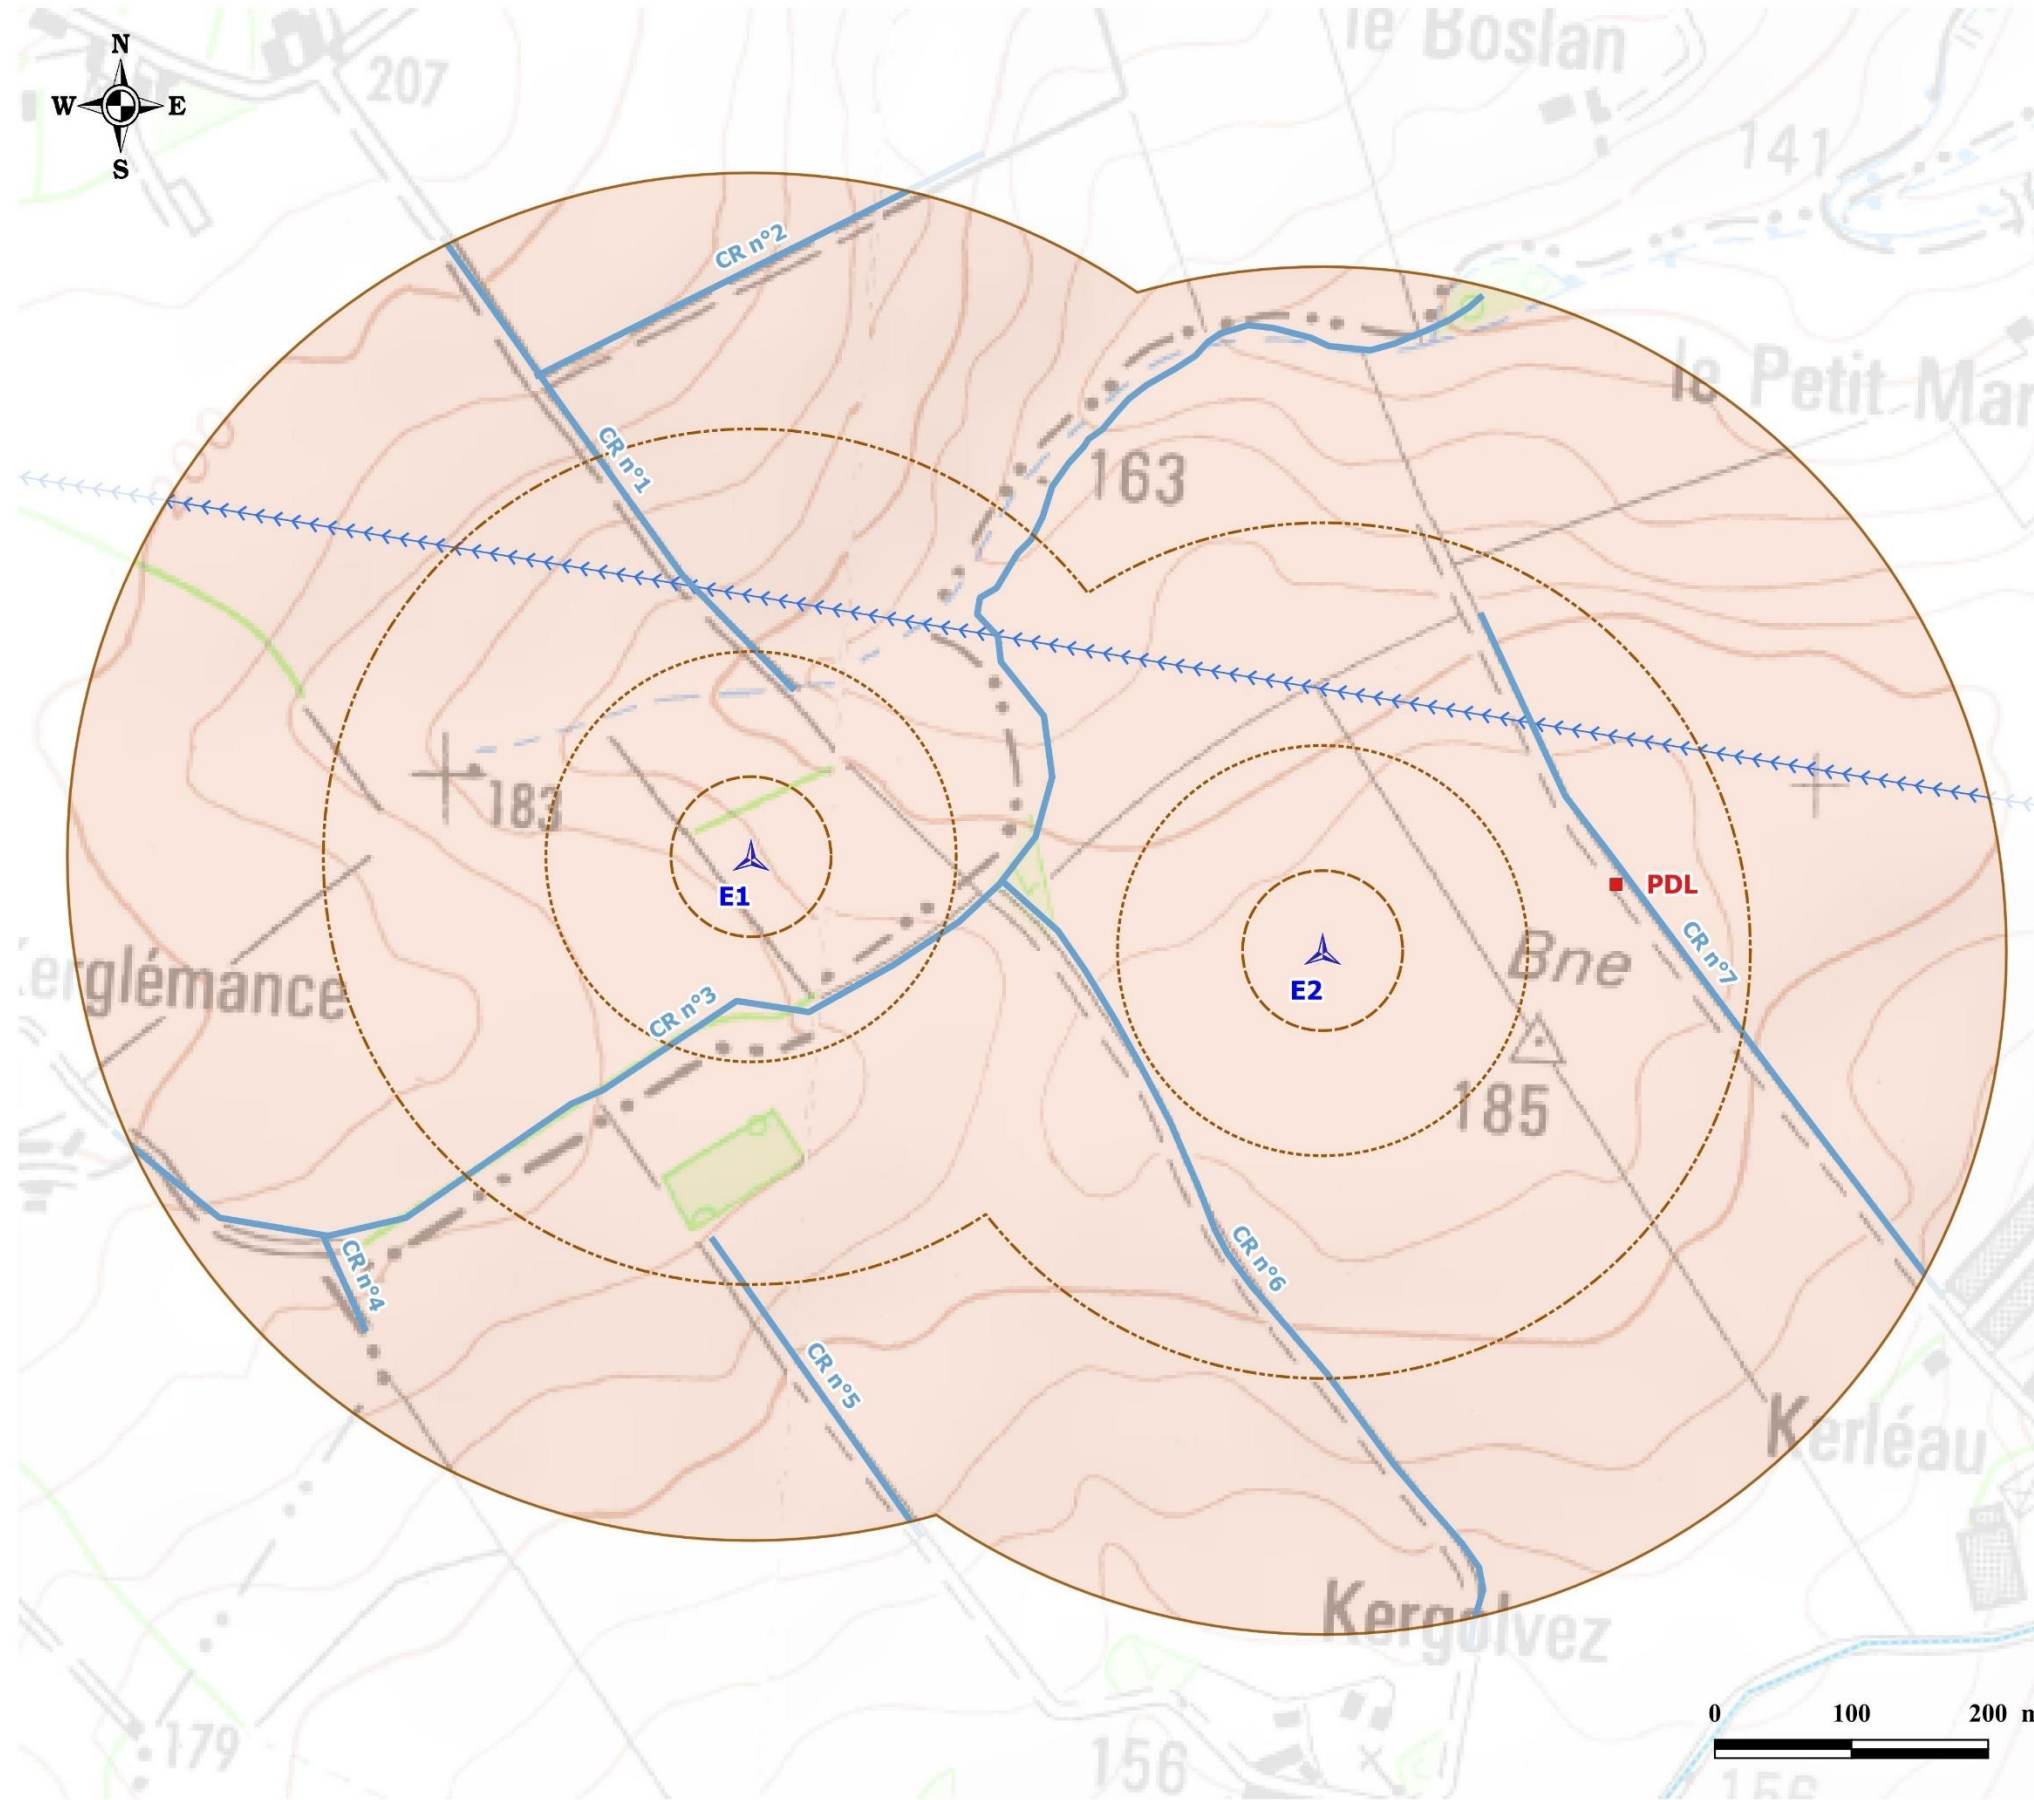 N
W E
S
207
le Boslan
141
CR n°2
le Petit Mar
CR n°1
163
183
E1
PDL
CR n°7
Bne
erglémance
E2
CR n°3
185
CR n°6
CR n°4
CR n°5
Kerléau
Kergolvez
179
156
0 100 200 m
156